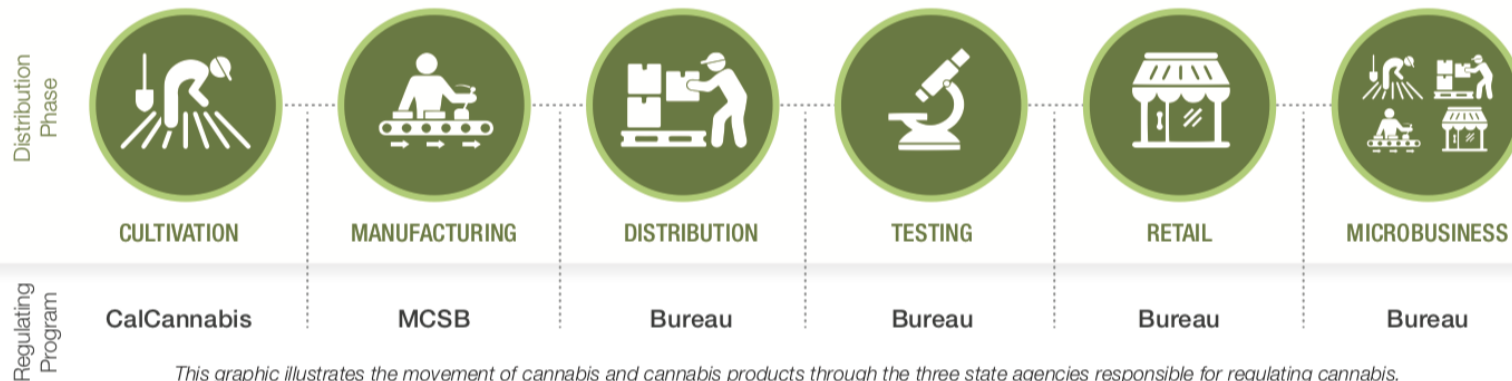 Distribution
Phase
CULTIVATION
MANUFACTURING
DISTRIBUTION
TESTING
RETAIL
MICROBUSINESS
Regulating
Program
CalCannabis
MCSB
Bureau
Bureau
Bureau
Bureau
This graphic illustrates the movement of cannabis and cannabis products through the three state agencies responsible for regulating cannabis.